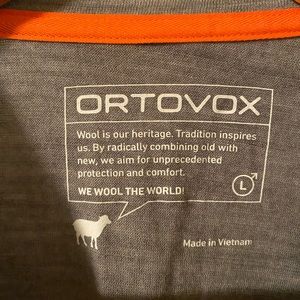 ORTOVOX
Wool is our heritage. Tradition inspires
us. By radically combining old with
new, we aim for unprecedented
protection and comfort.
WE WOOL THE WORLD!
L
Made in Vietnam